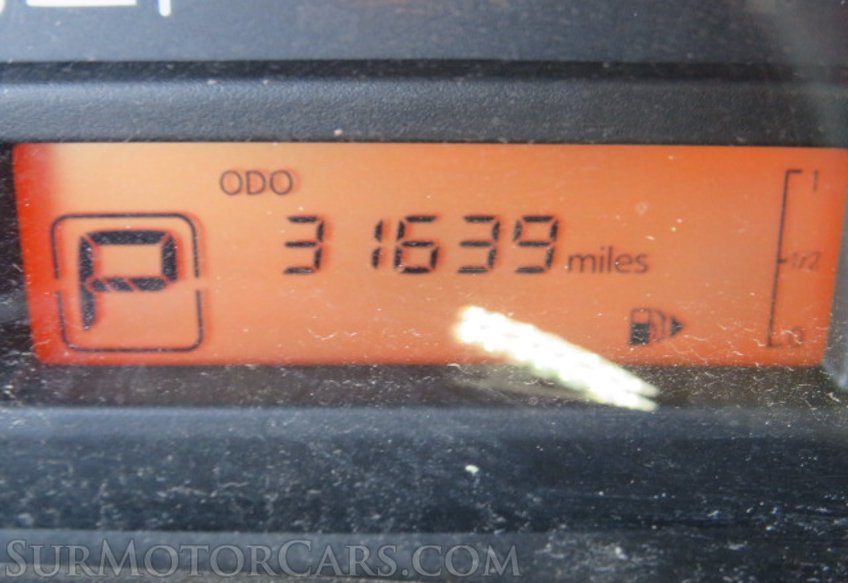 ODO
P 31639 miles
1
1/2
0
SURMOTORCARS.COM